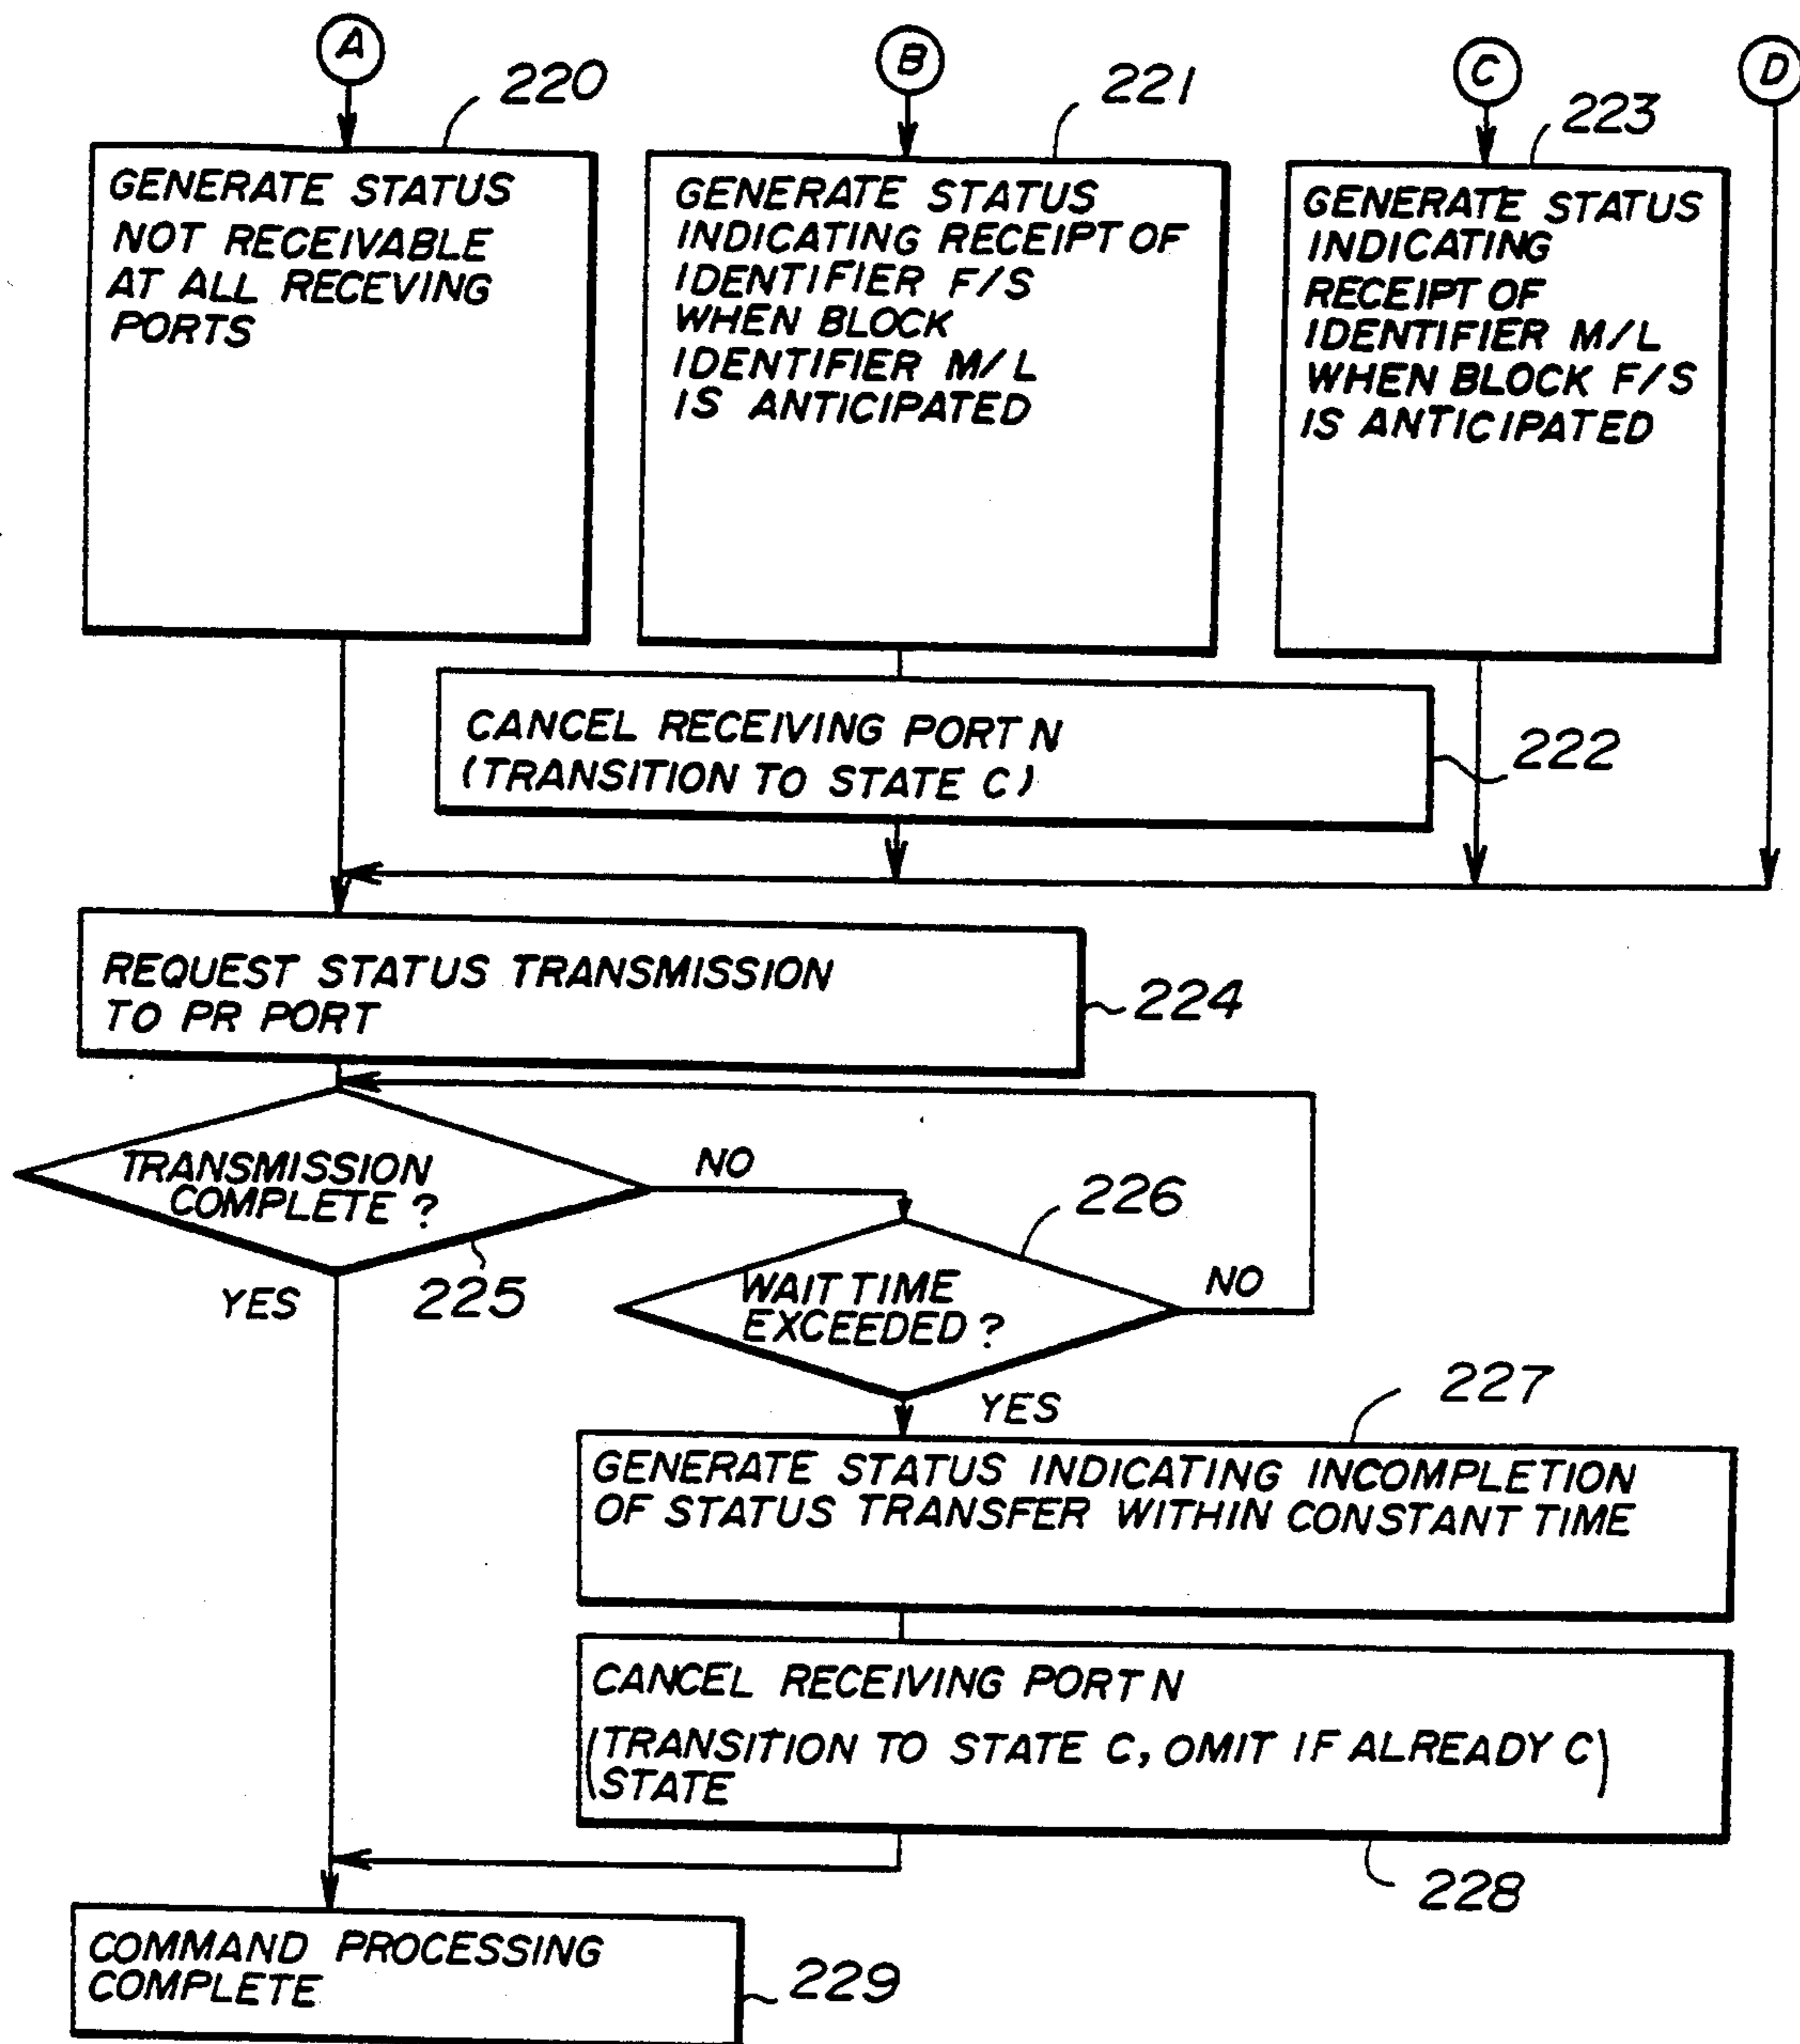 A
B
C
D
220
221
223
GENERATE STATUS
NOT RECEIVABLE
AT ALL RECEVING
PORTS
GENERATE STATUS
INDICATING RECEIPT OF
IDENTIFIER F/S
WHEN BLOCK
IDENTIFIER M/L
IS ANTICIPATED
GENERATE STATUS
INDICATING
RECEIPT OF
IDENTIFIER M/L
WHEN BLOCK F/S
IS ANTICIPATED
CANCEL RECEIVING PORT N
(TRANSITION TO STATE C)
222
REQUEST STATUS TRANSMISSION
TO PR PORT
224
TRANSMISSION
COMPLETE ?
NO
YES
225
226
WAIT TIME
EXCEEDED ?
NO
YES
227
GENERATE STATUS INDICATING INCOMPLETION
OF STATUS TRANSFER WITHIN CONSTANT TIME
CANCEL RECEIVING PORT N
(TRANSITION TO STATE C, OMIT IF ALREADY C)
STATE
228
COMMAND PROCESSING
COMPLETE
229